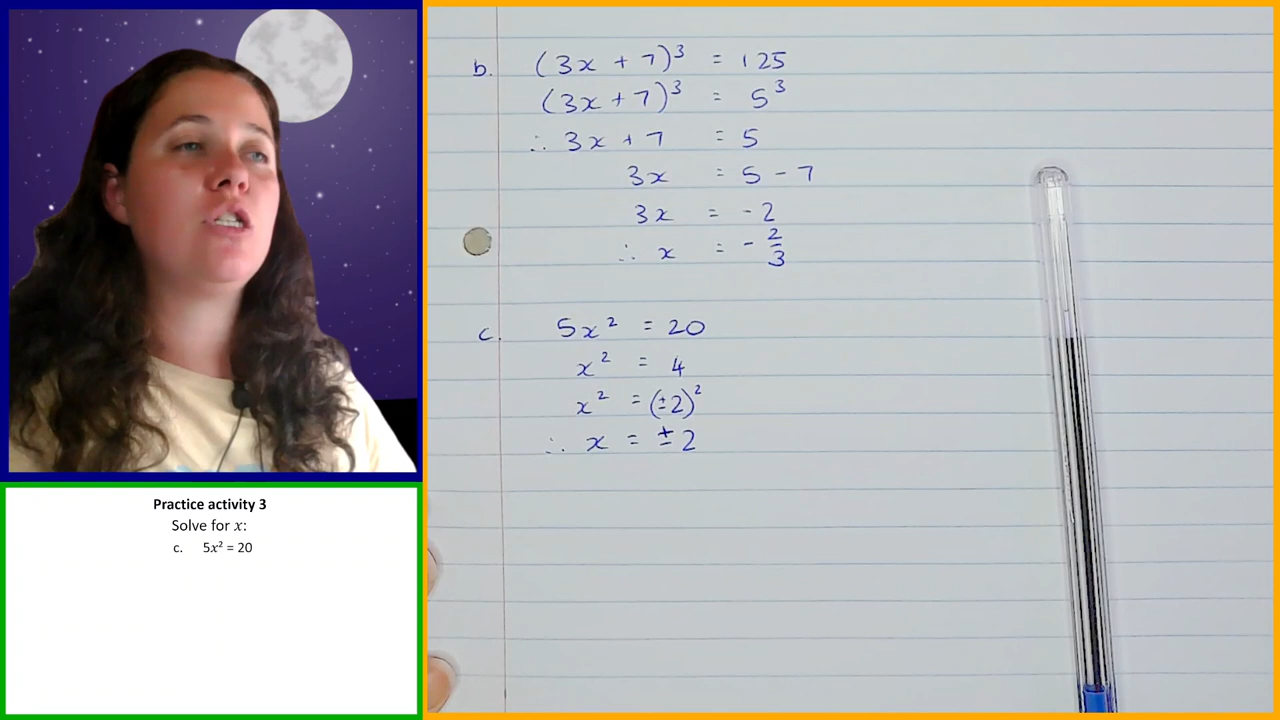 Practice activity 3
Solve for x:
c. 5x² = 20
b. (3x + 7)³ = 125
(3x + 7)³ = 5³
∴ 3x + 7 = 5
3x = 5 - 7
3x = -2
∴ x = -2/3
c. 5x² = 20
x² = 4
x² = (±2)²
∴ x = ±2